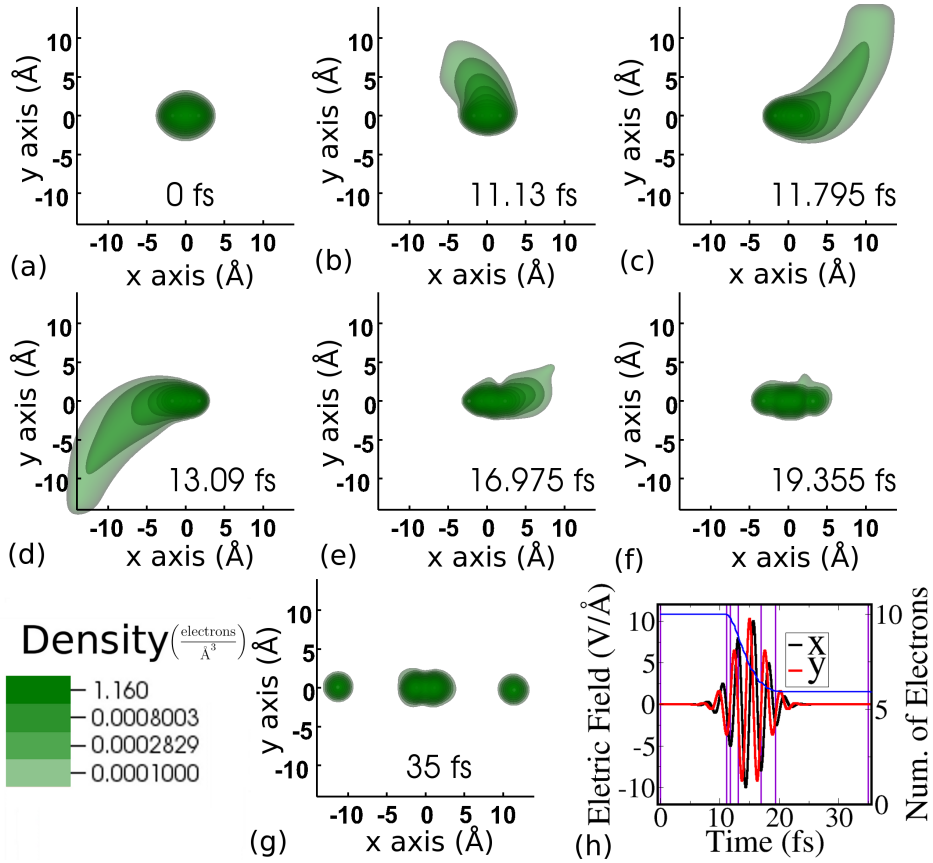 10
5
0
-5
-10
y axis (Å)
0 fs
-10 -5 0 5 10
x axis (Å)
(a)
10
5
0
-5
-10
y axis (Å)
11.13 fs
-10 -5 0 5 10
x axis (Å)
(b)
10
5
0
-5
-10
y axis (Å)
11.795 fs
-10 -5 0 5 10
x axis (Å)
(c)
10
5
0
-5
-10
y axis (Å)
13.09 fs
-10 -5 0 5 10
x axis (Å)
(d)
10
5
0
-5
-10
y axis (Å)
16.975 fs
-10 -5 0 5 10
x axis (Å)
(e)
10
5
0
-5
-10
y axis (Å)
19.355 fs
-10 -5 0 5 10
x axis (Å)
(f)
Density (electrons/Å³)
1.160
0.0008003
0.0002829
0.0001000
10
5
0
-5
-10
y axis (Å)
35 fs
-10 -5 0 5 10
x axis (Å)
(g)
Eletric Field (V/Å)
10
5
0
-5
-10
x
y
10
5
0
Num. of Electrons
0 10 20 30
Time (fs)
(h)